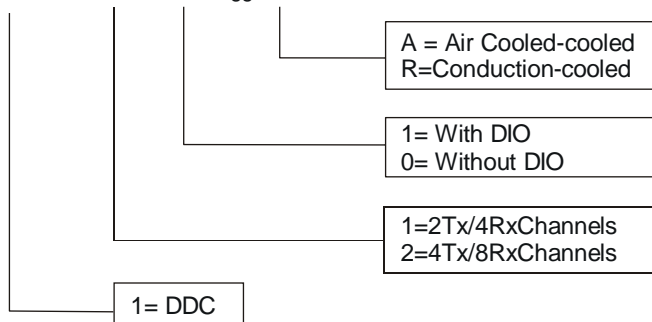 A = Air Cooled-cooled
R=Conduction-cooled
1= With DIO
0= Without DIO
1=2Tx/4RxChannels
2=4Tx/8RxChannels
1= DDC